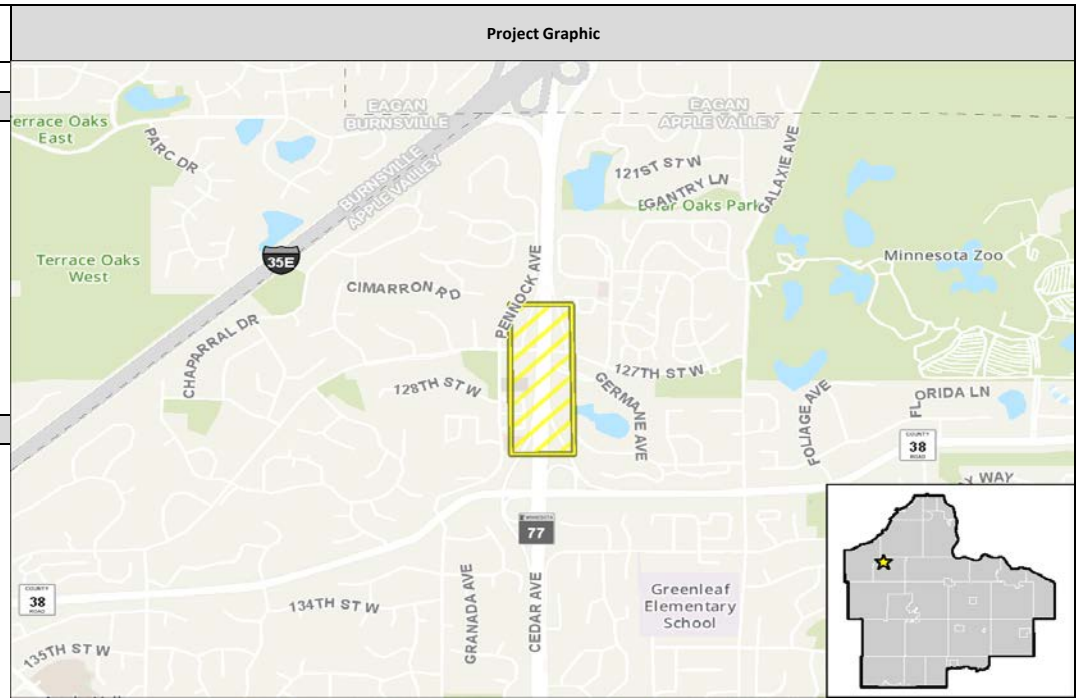 Project Graphic
EAGAN
BURNSVILLE
EAGAN
APPLE VALLEY
errace Oaks
East
PARC DR
BURNSVILLE
APPLE VALLEY
121ST ST W
GANTRY LN
Briar Oaks Park
GALAXIE AVE
Terrace Oaks
West
35E
Minnesota Zoo
PENNOCK AVE
CIMARRON RD
CHAPARRAL DR
128TH ST W
127TH ST W
GERMANE AVE
FOLIAGE AVE
FLORIDA LN
COUNTY
38
ROAD
WAY
MINNESOTA
77
COUNTY
38
ROAD
134TH ST W
GRANADA AVE
CEDAR AVE
Greenleaf
Elementary
School
135TH ST W